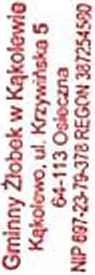 Gminny Żłobek w Kąkolewie
Kąkolewo, ul. Krzywińska 5
64-113 Osieczna
NIP 697-23-79-378 REGON 387254590